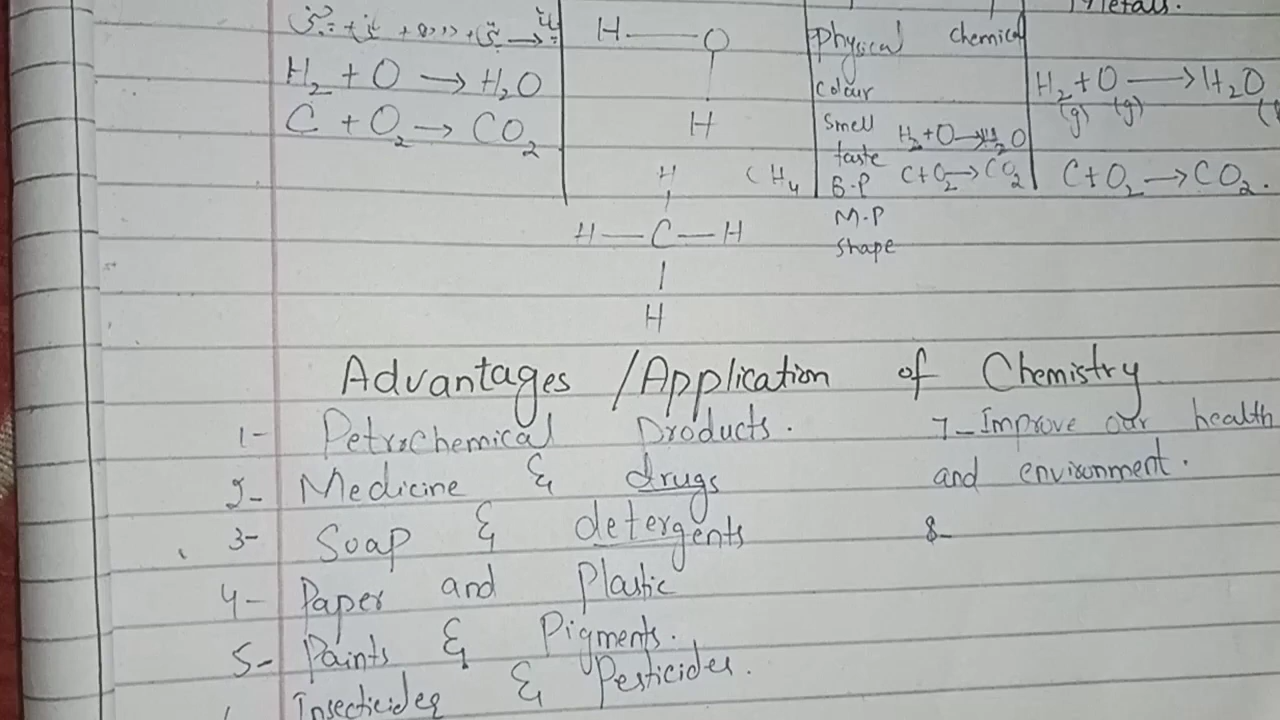 Metals.
H₂ + O → H₂O
C + O₂ → CO₂
H — O
H
CH₄
H
H — C — H
H
Physical chemical
Colour
Smell
taste
B.P
M.P
Shape
H₂+O→H₂O
C+O₂→CO₂
H₂+O → H₂O
(g) (g)
C+O₂ → CO₂.
Advantages /Application of Chemistry
1- Petrochemical Products.
2- Medicine & drugs
3- Soap & detergents
4- Paper and Plastic
5- Paints & Pigments.
Insecticides & Pesticides.
7- Improve our health
and environment.
8-